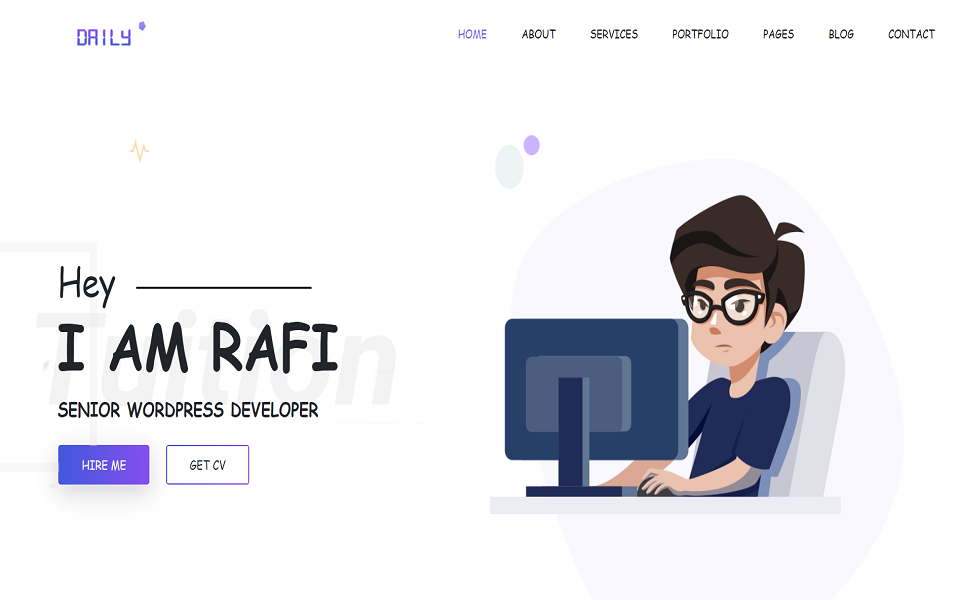 DAILY
HOME ABOUT SERVICES PORTFOLIO PAGES BLOG CONTACT
Hey
I AM RAFI
Tuition
SENIOR WORDPRESS DEVELOPER
HIRE ME GET CV